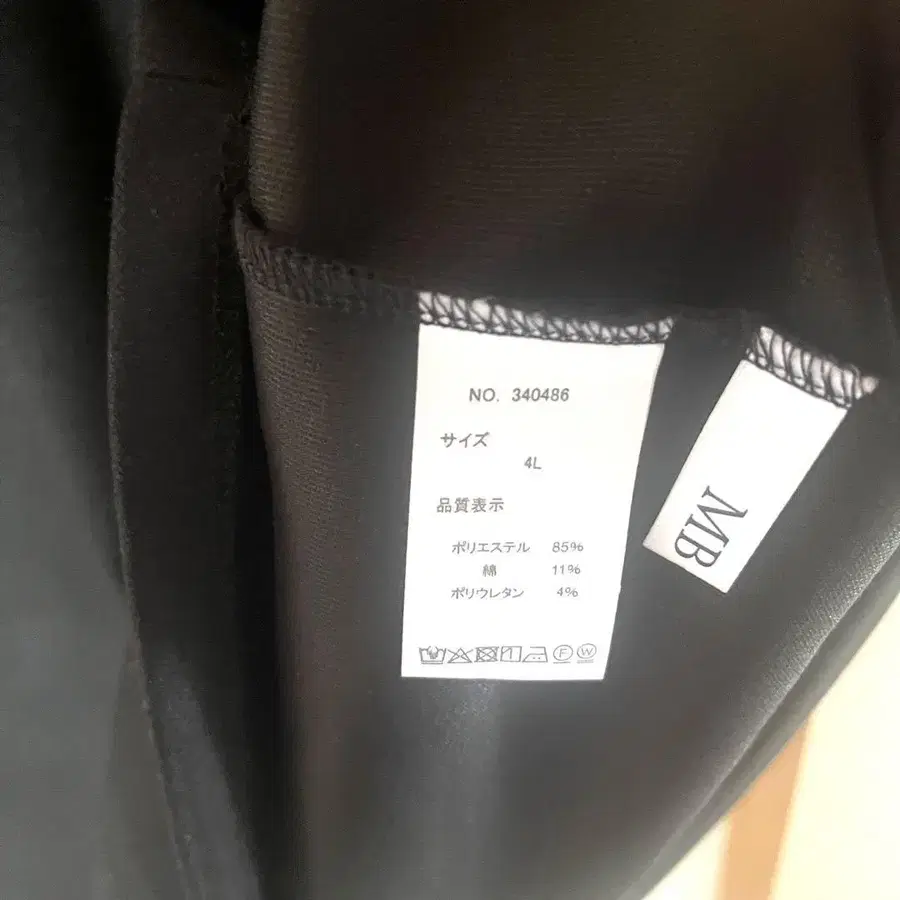 NO. 340486
サイズ
4L
品質表示
ポリエステル 85%
綿 11%
ポリウレタン 4%
F W
MB